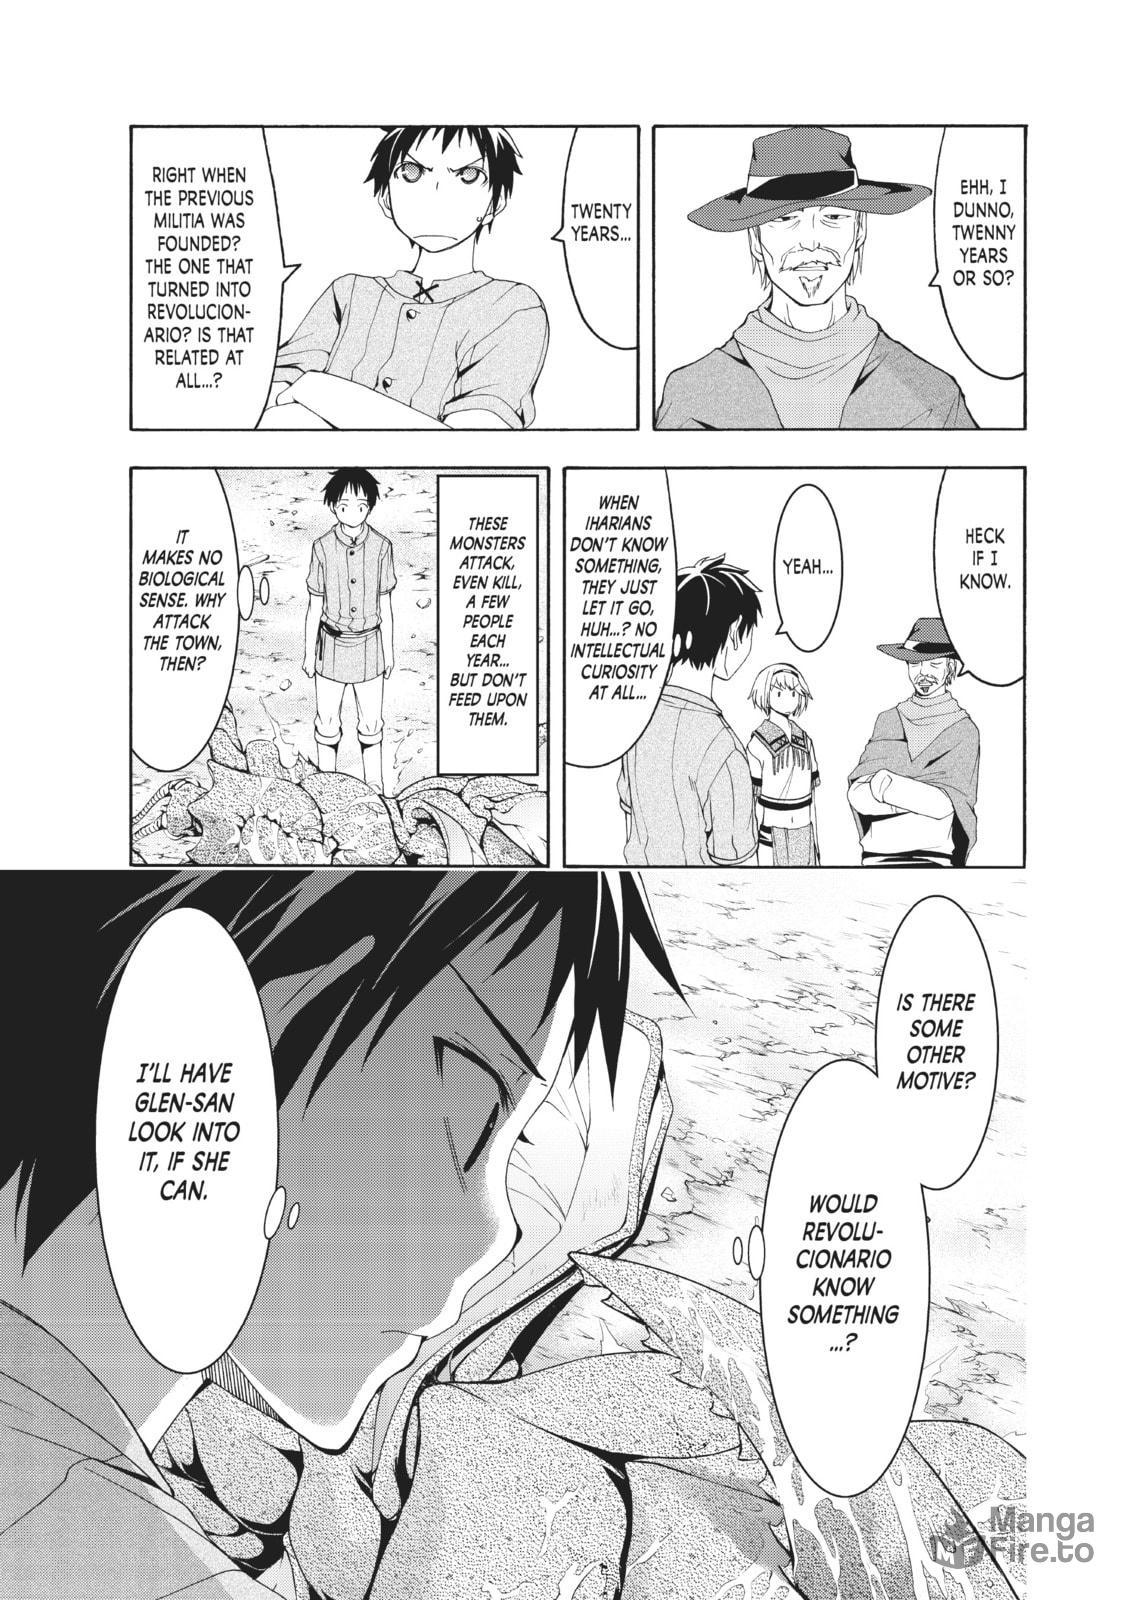 EHH, I
DUNNO,
TWENNY
YEARS
OR SO?
TWENTY
YEARS...
RIGHT WHEN
THE PREVIOUS
MILITIA WAS
FOUNDED?
THE ONE THAT
TURNED INTO
REVOLUCION-
ARIO? IS THAT
RELATED AT
ALL...?
HECK
IF I
KNOW.
YEAH...
WHEN
IHARIANS
DON'T KNOW
SOMETHING,
THEY JUST
LET IT GO,
HUH...? NO
INTELLECTUAL
CURIOSITY
AT ALL...
THESE
MONSTERS
ATTACK,
EVEN KILL,
A FEW
PEOPLE
EACH
YEAR...
BUT DON'T
FEED UPON
THEM.
IT
MAKES NO
BIOLOGICAL
SENSE. WHY
ATTACK
THE TOWN,
THEN?
IS THERE
SOME
OTHER
MOTIVE?
WOULD
REVOLU-
CIONARIO
KNOW
SOMETHING
...?
I'LL HAVE
GLEN-SAN
LOOK INTO
IT, IF SHE
CAN.
Manga
Fire.to